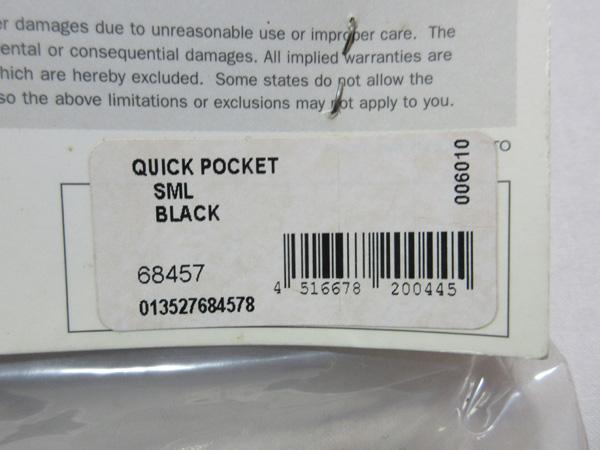 r damages due to unreasonable use or improper care. The
ental or consequential damages. All implied warranties are
hich are hereby excluded. Some states do not allow the
so the above limitations or exclusions may not apply to you.
RO
QUICK POCKET
SML
BLACK
006010
68457
013527684578
4 516678 200445